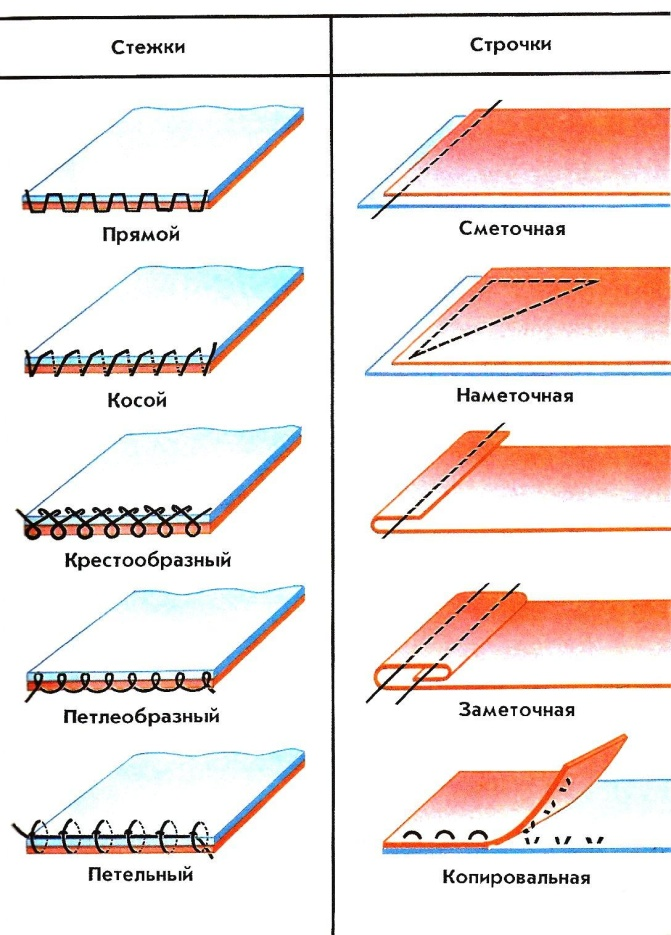 Стежки
Строчки
Прямой
Сметочная
Косой
Наметочная
Крестообразный
Петлеобразный
Заметочная
Петельный
Копировальная